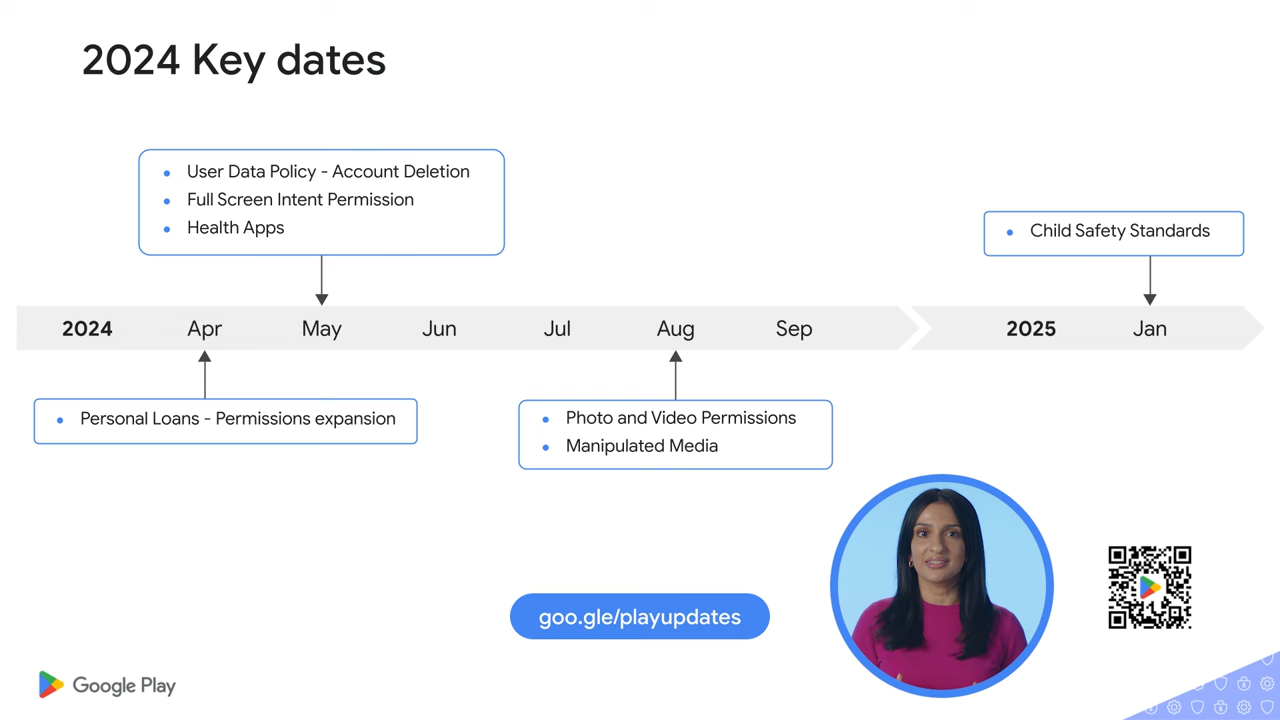 2024 Key dates
User Data Policy - Account Deletion
Full Screen Intent Permission
Health Apps
Child Safety Standards
2024 Apr May Jun Jul Aug Sep 2025 Jan
Personal Loans - Permissions expansion
Photo and Video Permissions
Manipulated Media
goo.gle/playupdates
Google Play